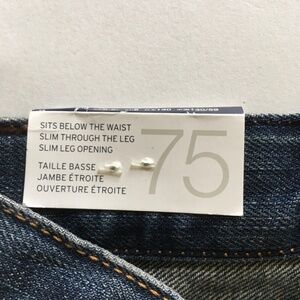 SITS BELOW THE WAIST
SLIM THROUGH THE LEG
SLIM LEG OPENING
75
TAILLE BASSE
JAMBE ÉTROITE
OUVERTURE ÉTROITE